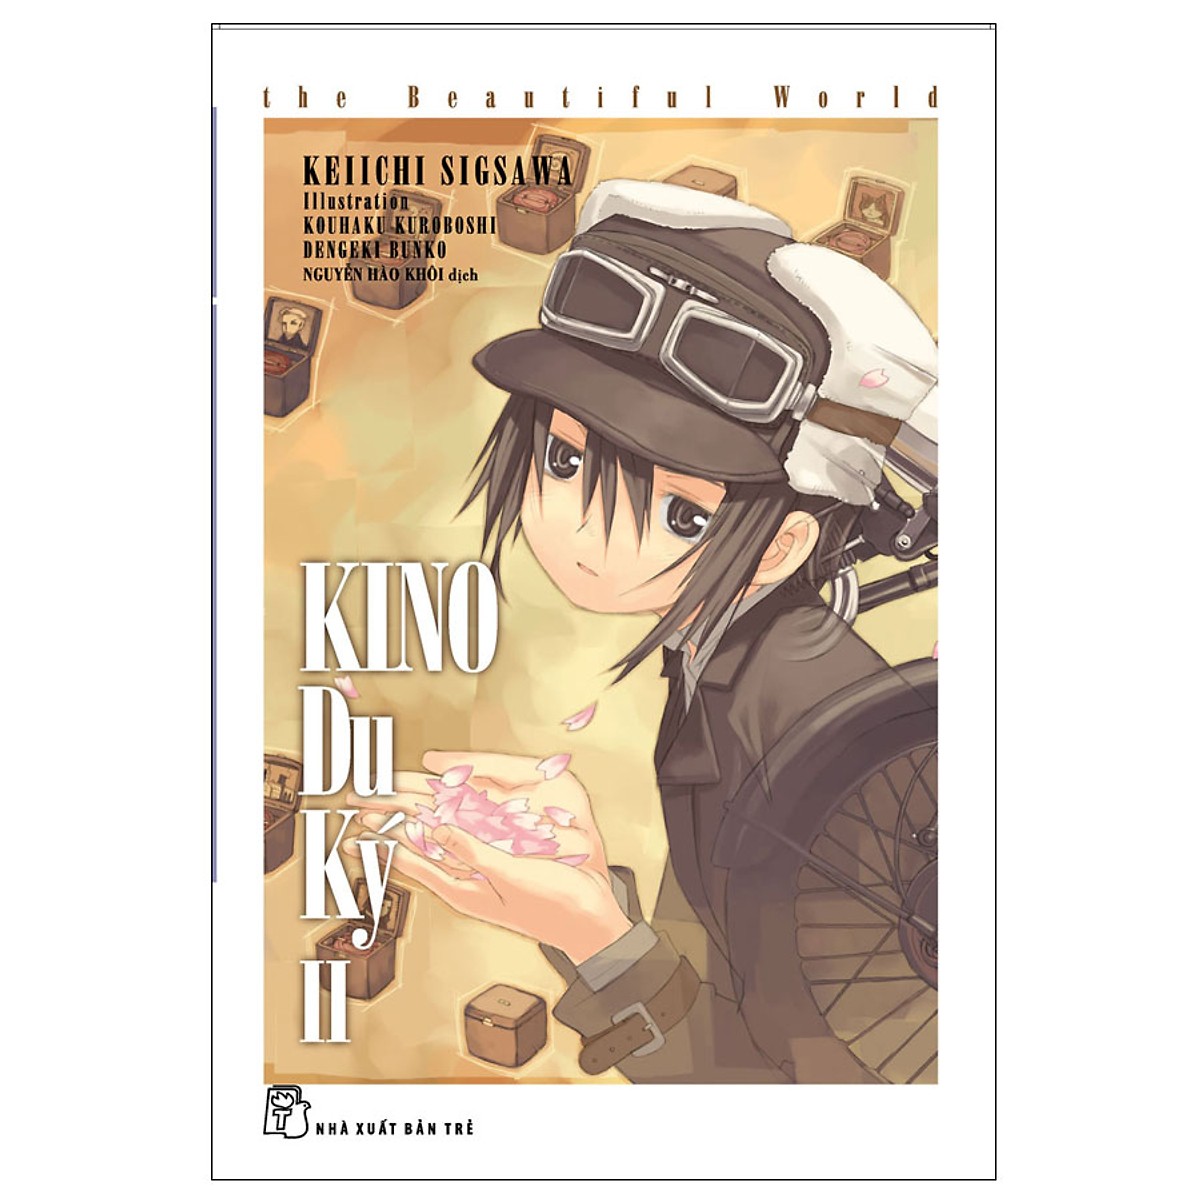 the Beautiful World
KEIICHI SIGSAWA
Illustration
KOUHAKU KUROBOSHI
DENGEKI BUNKO
NGUYỄN HÀO KHÔI dịch
KINO
Du
Ký
II
T
NHÀ XUẤT BẢN TRẺ